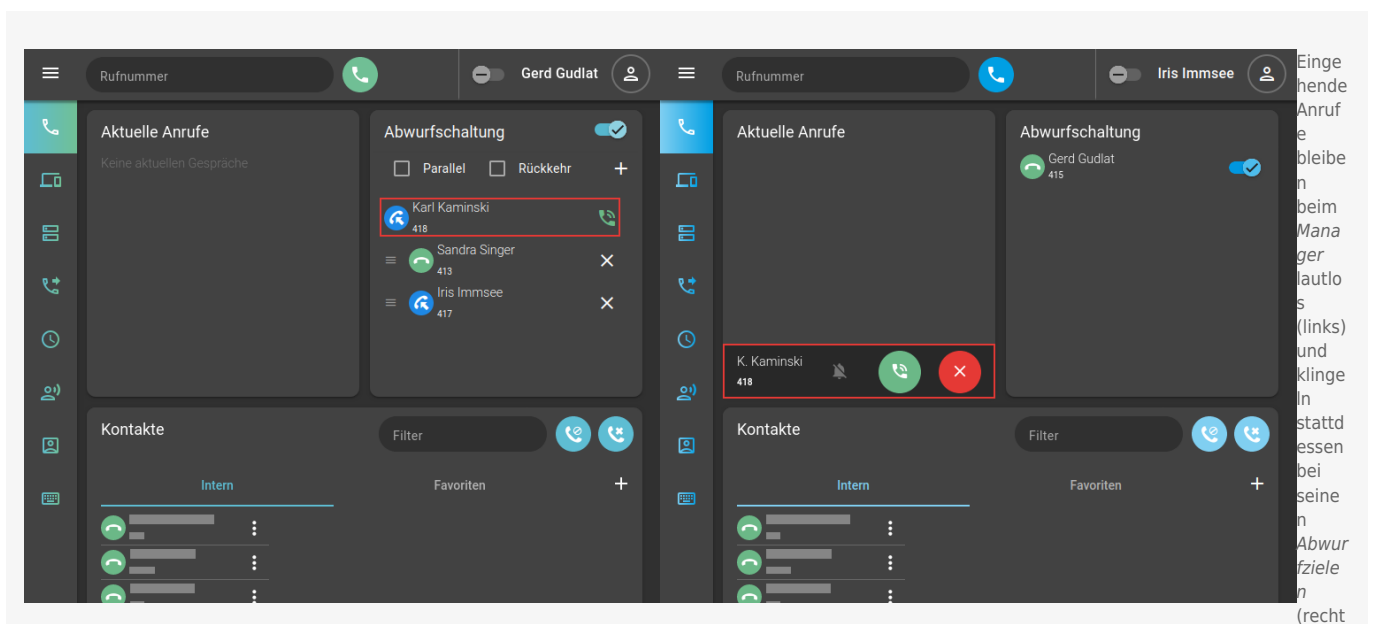 Rufnummer
Gerd Gudlat
Aktuelle Anrufe
Keine aktuellen Gespräche
Abwurfschaltung
Parallel
Rückkehr
+
Karl Kaminski
418
Sandra Singer
413
Iris Immsee
417
Kontakte
Filter
Intern
Favoriten
+
Rufnummer
Iris Immsee
Aktuelle Anrufe
K. Kaminski
418
Abwurfschaltung
Gerd Gudlat
415
Kontakte
Filter
Intern
Favoriten
+
Einge
hende
Anruf
e
bleibe
n
beim
Mana
ger
lautlo
s
(links)
und
klinge
ln
stattd
essen
bei
seine
n
Abwur
fziele
n
(recht